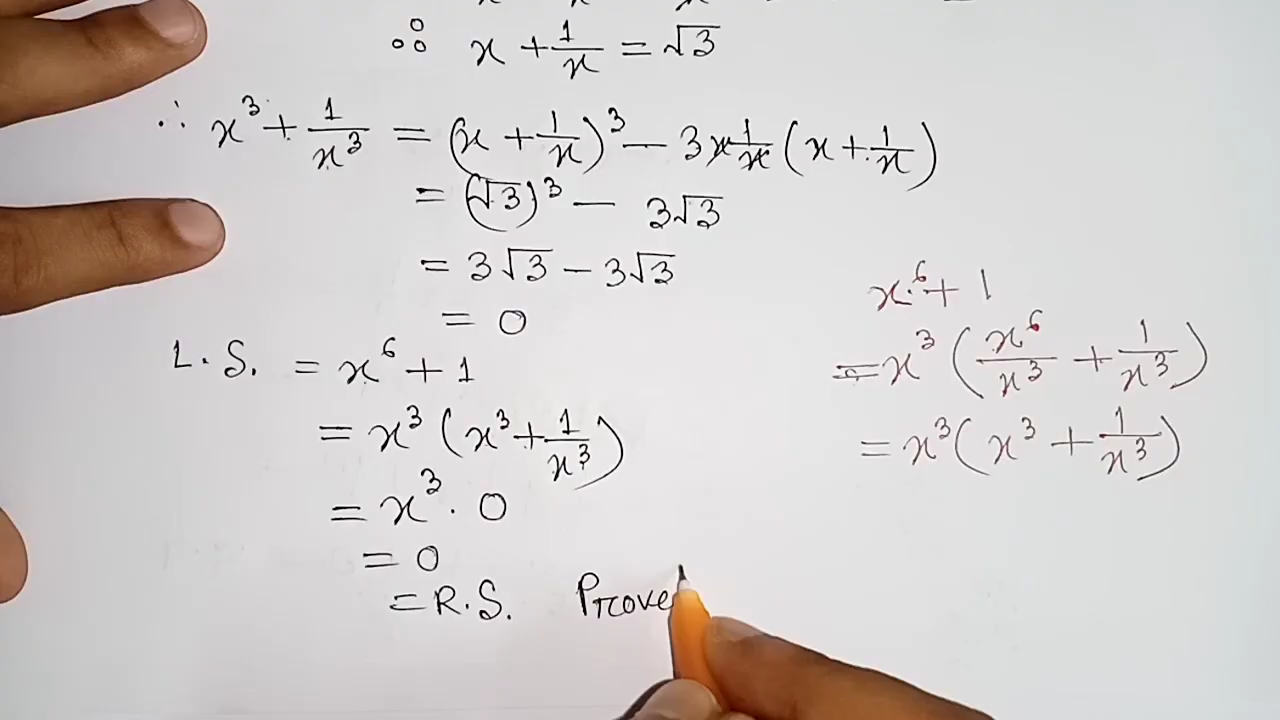 ∴ x + 1/x = √3
∴ x³ + 1/x³ = (x + 1/x)³ − 3x1/x(x + 1/x)
= (√3)³ − 3√3
= 3√3 − 3√3
= 0
L.S. = x⁶ + 1
= x³(x³ + 1/x³)
= x³ · 0
= 0
= R.S. Prove
x⁶ + 1
= x³(x⁶/x³ + 1/x³)
= x³(x³ + 1/x³)